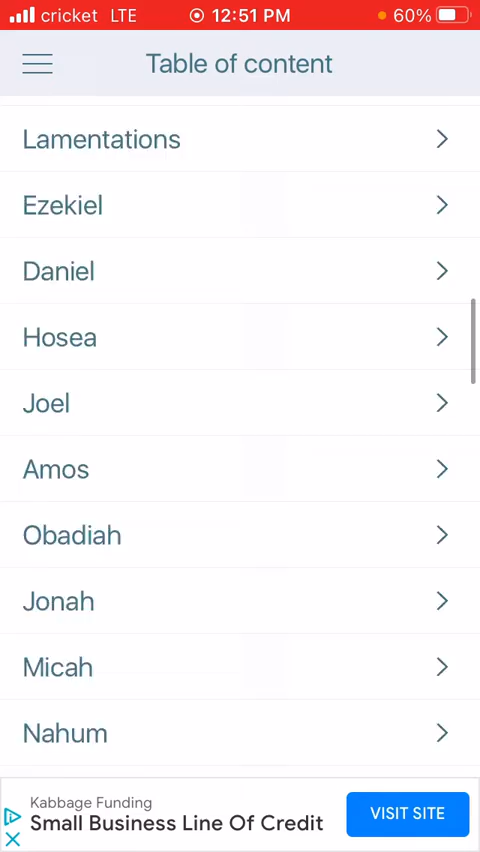 cricket LTE 12:51 PM 60%
Table of content
Lamentations
Ezekiel
Daniel
Hosea
Joel
Amos
Obadiah
Jonah
Micah
Nahum
Kabbage Funding
Small Business Line Of Credit
VISIT SITE